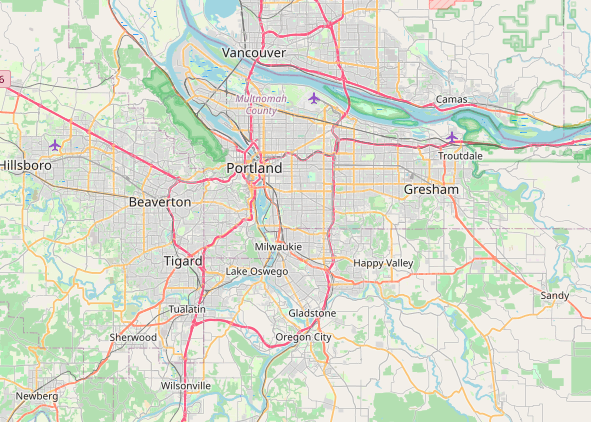 Vancouver
6
Camas
Multnomah
County
Troutdale
Hillsboro
Portland
Gresham
Beaverton
Milwaukie
Tigard
Happy Valley
Lake Oswego
Sandy
Tualatin
Gladstone
Sherwood
Oregon City
Wilsonville
Newberg